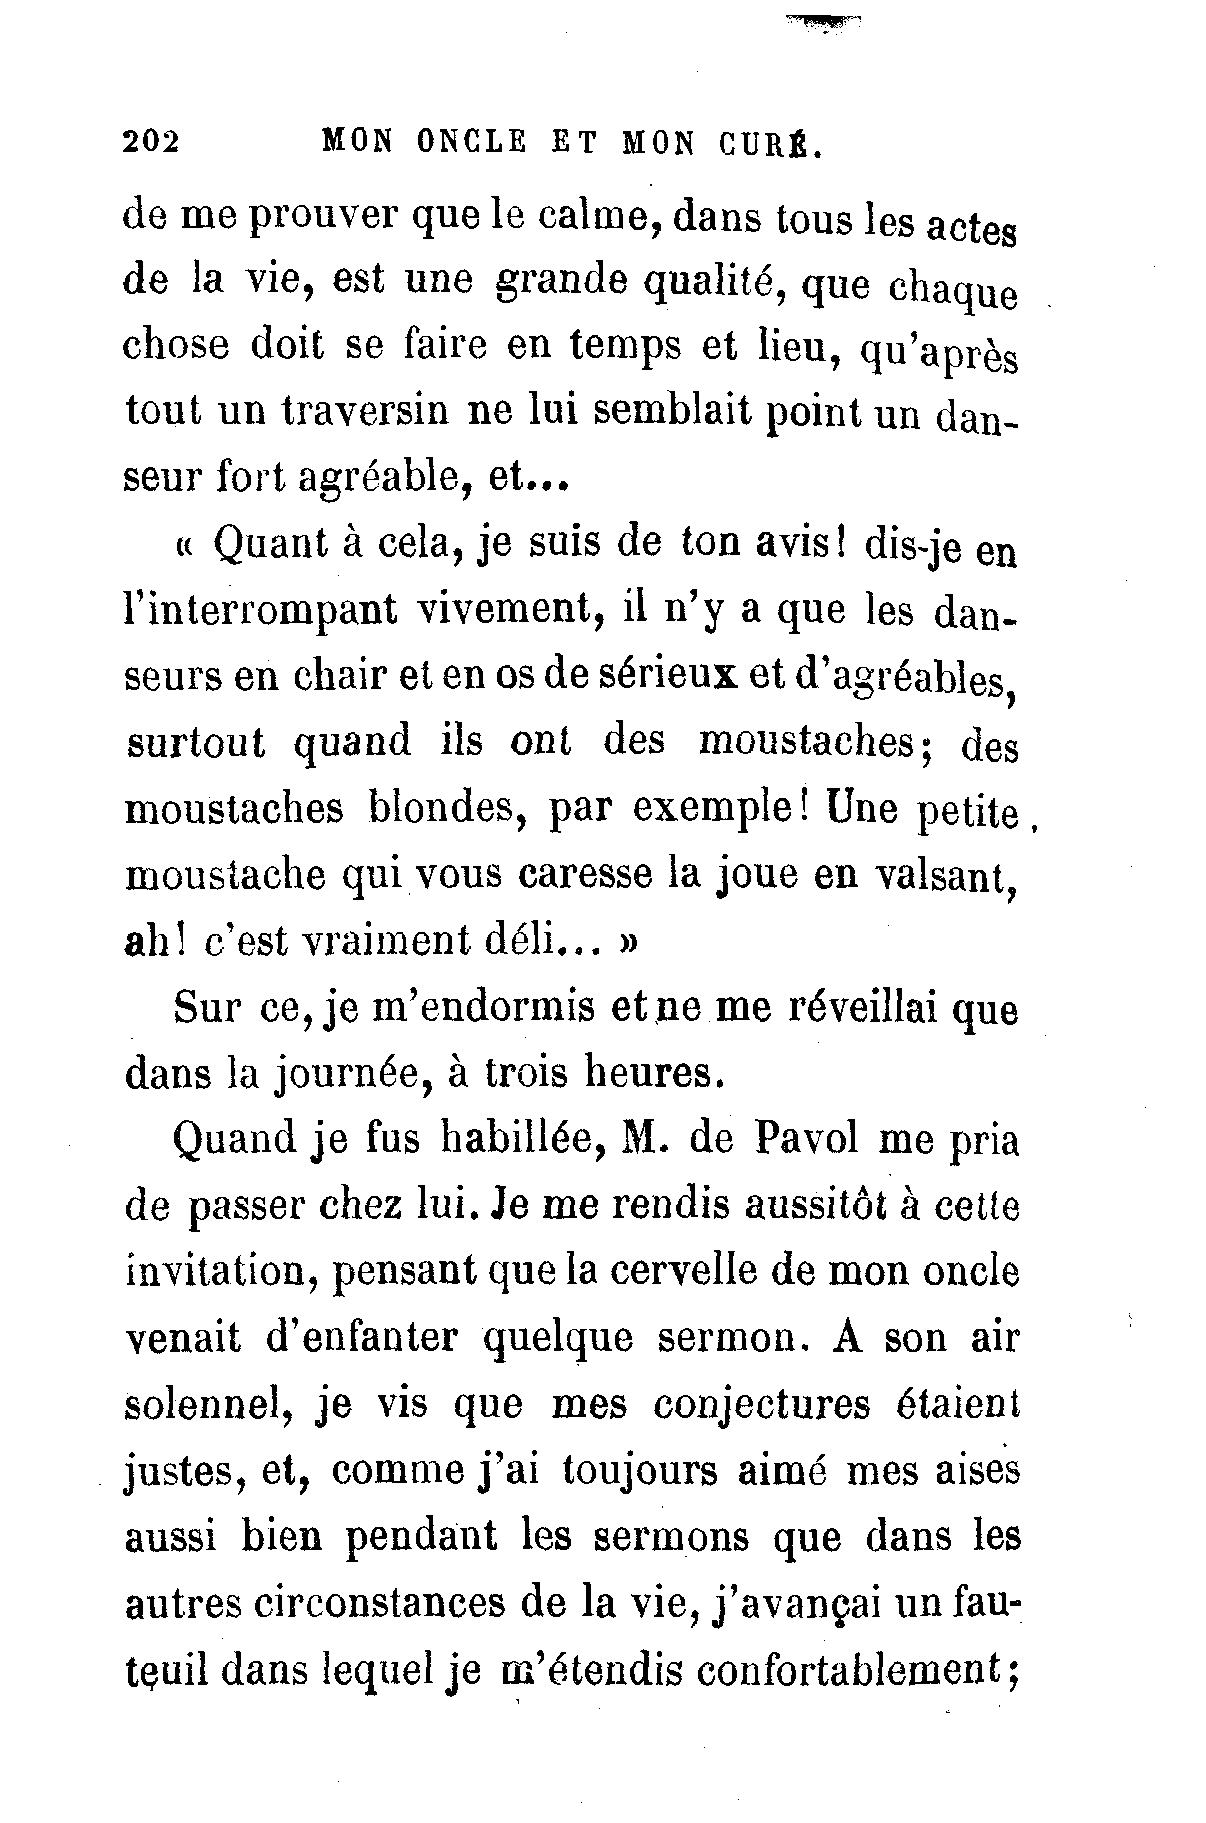 202 MON ONCLE ET MON CURÉ.
de me prouver que le calme, dans tous les actes
de la vie, est une grande qualité, que chaque
chose doit se faire en temps et lieu, qu'après
tout un traversin ne lui semblait point un dan-
seur fort agréable, et...
« Quant à cela, je suis de ton avis! dis-je en
l'interrompant vivement, il n'y a que les dan-
seurs en chair et en os de sérieux et d'agréables,
surtout quand ils ont des moustaches; des
moustaches blondes, par exemple! Une petite
moustache qui vous caresse la joue en valsant,
ah! c'est vraiment déli... »
Sur ce, je m'endormis et ne me réveillai que
dans la journée, à trois heures.
Quand je fus habillée, M. de Pavol me pria
de passer chez lui. Je me rendis aussitôt à cette
invitation, pensant que la cervelle de mon oncle
venait d'enfanter quelque sermon. A son air
solennel, je vis que mes conjectures étaient
justes, et, comme j'ai toujours aimé mes aises
aussi bien pendant les sermons que dans les
autres circonstances de la vie, j'avançai un fau-
teuil dans lequel je m'étendis confortablement;